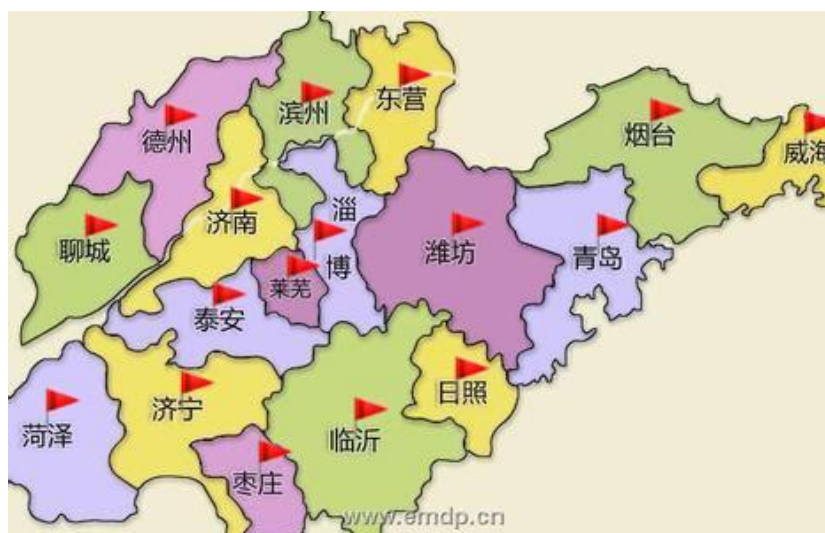 滨州
东营
德州
烟台
威海
济南
淄博
聊城
潍坊
青岛
莱芜
泰安
日照
济宁
菏泽
临沂
枣庄
www.emdp.cn